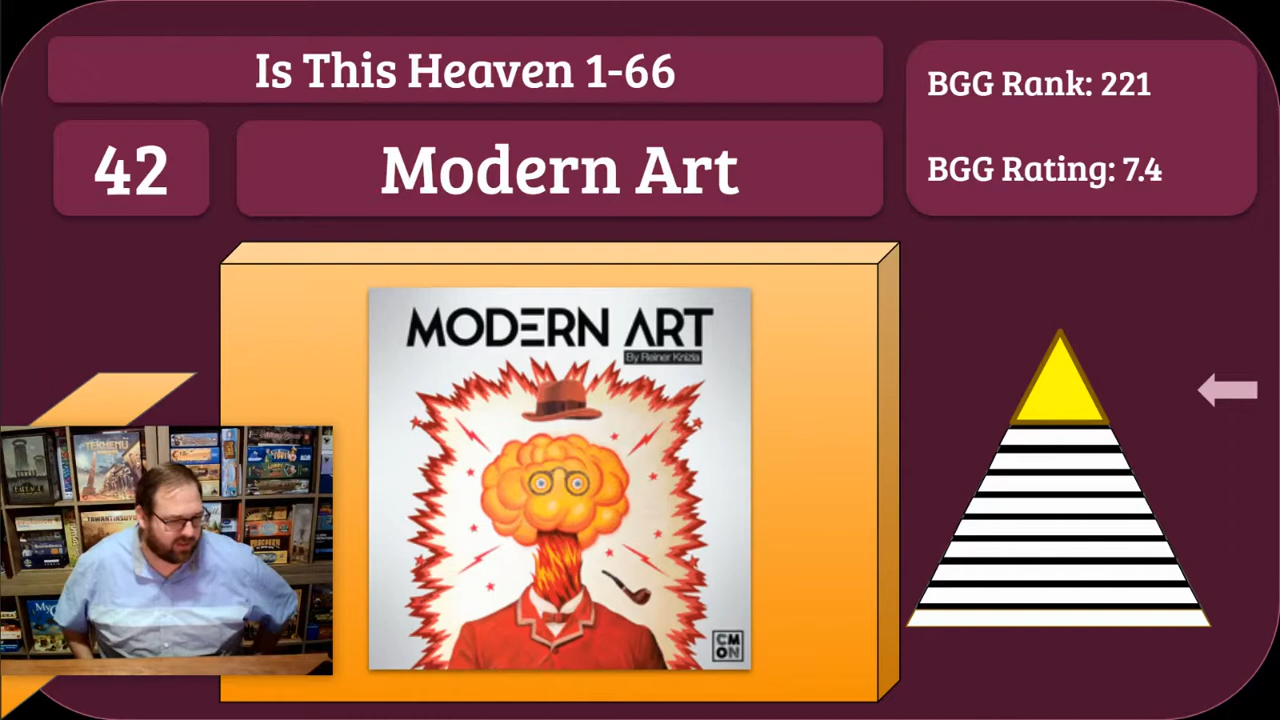 Is This Heaven 1-66
BGG Rank: 221
42
Modern Art
BGG Rating: 7.4
MODERN ART
By Reiner Knizia
CM
ON
TEKHENU
TAWANTINSUYU